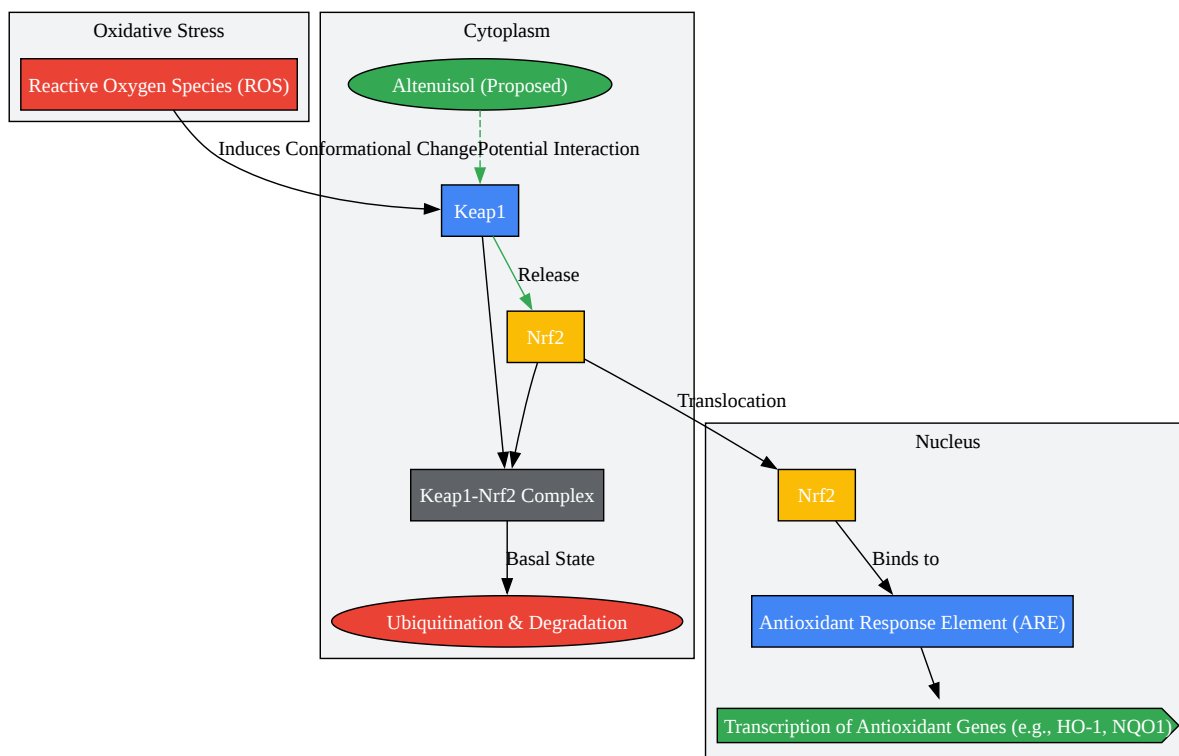 Oxidative Stress
Cytoplasm
Reactive Oxygen Species (ROS)
Altenuisol (Proposed)
Induces Conformational Change
Potential Interaction
Keap1
Release
Nrf2
Translocation
Nucleus
Keap1-Nrf2 Complex
Nrf2
Basal State
Binds to
Ubiquitination & Degradation
Antioxidant Response Element (ARE)
Transcription of Antioxidant Genes (e.g., HO-1, NQO1)